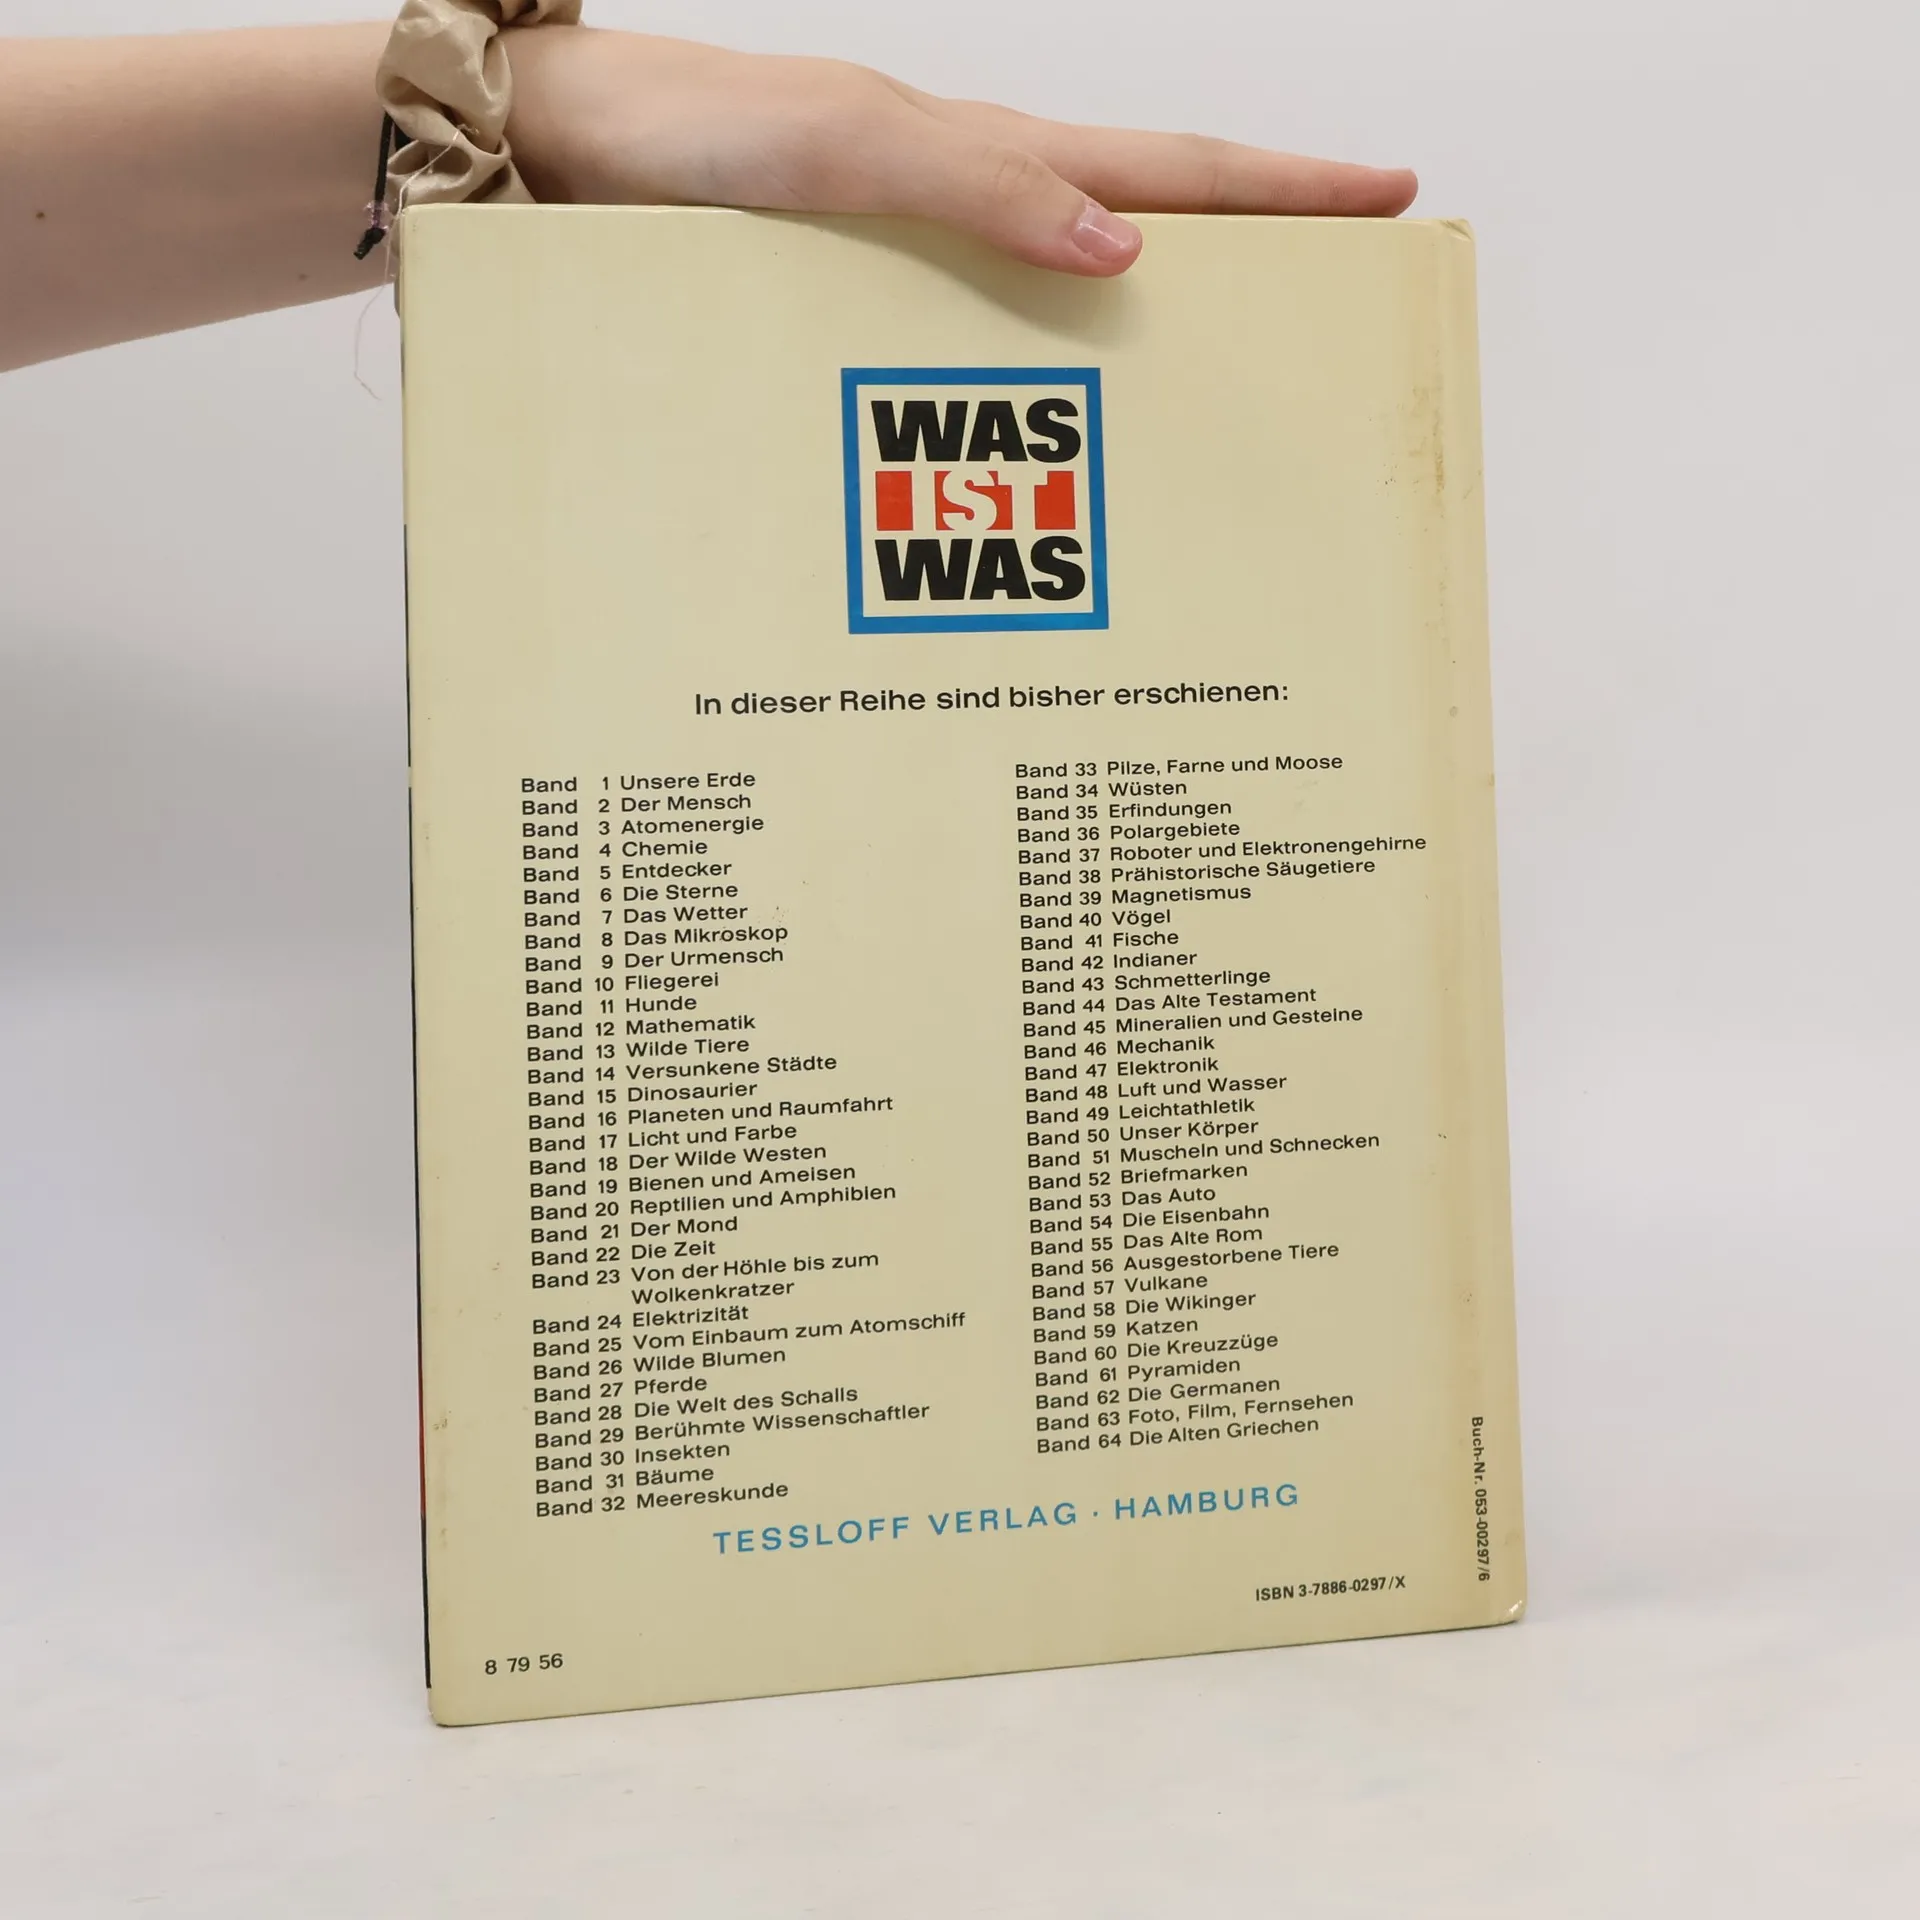 WAS
IST
WAS
In dieser Reihe sind bisher erschienen:
Band 1 Unsere Erde
Band 2 Der Mensch
Band 3 Atomenergie
Band 4 Chemie
Band 5 Entdecker
Band 6 Die Sterne
Band 7 Das Wetter
Band 8 Das Mikroskop
Band 9 Der Urmensch
Band 10 Fliegerei
Band 11 Hunde
Band 12 Mathematik
Band 13 Wilde Tiere
Band 14 Versunkene Städte
Band 15 Dinosaurier
Band 16 Planeten und Raumfahrt
Band 17 Licht und Farbe
Band 18 Der Wilde Westen
Band 19 Bienen und Ameisen
Band 20 Reptilien und Amphibien
Band 21 Der Mond
Band 22 Die Zeit
Band 23 Von der Höhle bis zum
Wolkenkratzer
Band 24 Elektrizität
Band 25 Vom Einbaum zum Atomschiff
Band 26 Wilde Blumen
Band 27 Pferde
Band 28 Die Welt des Schalls
Band 29 Berühmte Wissenschaftler
Band 30 Insekten
Band 31 Bäume
Band 32 Meereskunde
Band 33 Pilze, Farne und Moose
Band 34 Wüsten
Band 35 Erfindungen
Band 36 Polargebiete
Band 37 Roboter und Elektronengehirne
Band 38 Prähistorische Säugetiere
Band 39 Magnetismus
Band 40 Vögel
Band 41 Fische
Band 42 Indianer
Band 43 Schmetterlinge
Band 44 Das Alte Testament
Band 45 Mineralien und Gesteine
Band 46 Mechanik
Band 47 Elektronik
Band 48 Luft und Wasser
Band 49 Leichtathletik
Band 50 Unser Körper
Band 51 Muscheln und Schnecken
Band 52 Briefmarken
Band 53 Das Auto
Band 54 Die Eisenbahn
Band 55 Das Alte Rom
Band 56 Ausgestorbene Tiere
Band 57 Vulkane
Band 58 Die Wikinger
Band 59 Katzen
Band 60 Die Kreuzzüge
Band 61 Pyramiden
Band 62 Die Germanen
Band 63 Foto, Film, Fernsehen
Band 64 Die Alten Griechen
TESSLOFF VERLAG · HAMBURG
Buch-Nr. 053-00297/6
ISBN 3-7886-0297/X
8 79 56